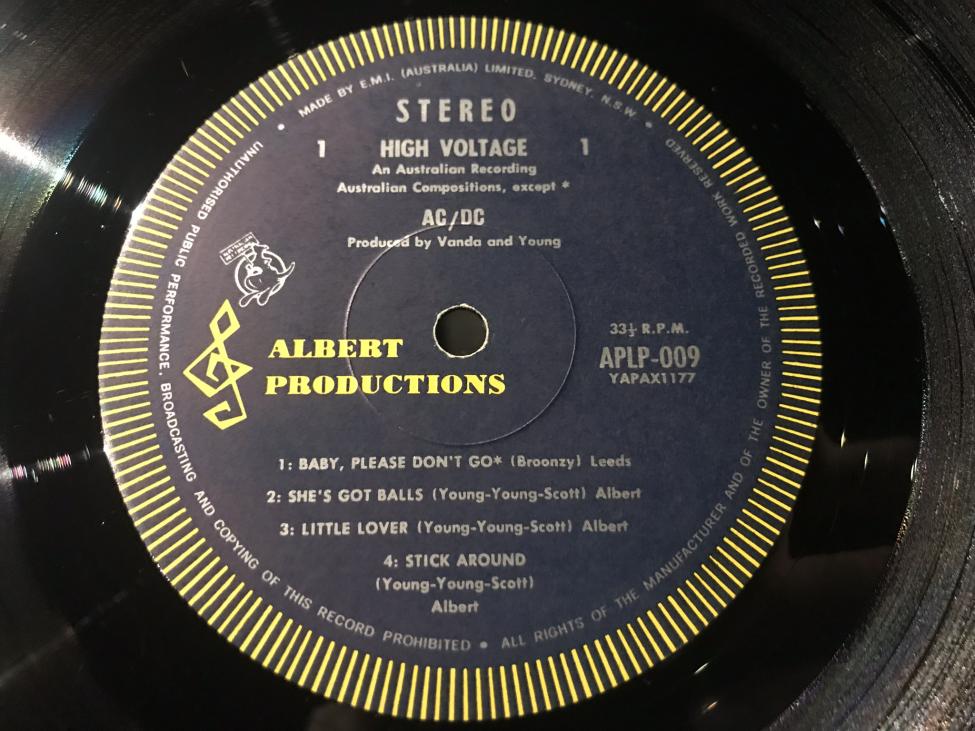 MADE BY E.M.I. (AUSTRALIA) LIMITED. SYDNEY, N.S.W.
STEREO
1 HIGH VOLTAGE 1
An Australian Recording
Australian Compositions, except *
AC/DC
Produced by Vanda and Young
ALBERT
PRODUCTIONS
33⅓ R.P.M.
APLP-009
YAPAX1177
1: BABY, PLEASE DON'T GO* (Broonzy) Leeds
2: SHE'S GOT BALLS (Young-Young-Scott) Albert
3: LITTLE LOVER (Young-Young-Scott) Albert
4: STICK AROUND
(Young-Young-Scott)
Albert
UNAUTHORISED PUBLIC PERFORMANCE, BROADCASTING AND COPYING OF THIS RECORD PROHIBITED • ALL RIGHTS OF THE MANUFACTURER AND OF THE OWNER OF THE RECORDED WORK RESERVED